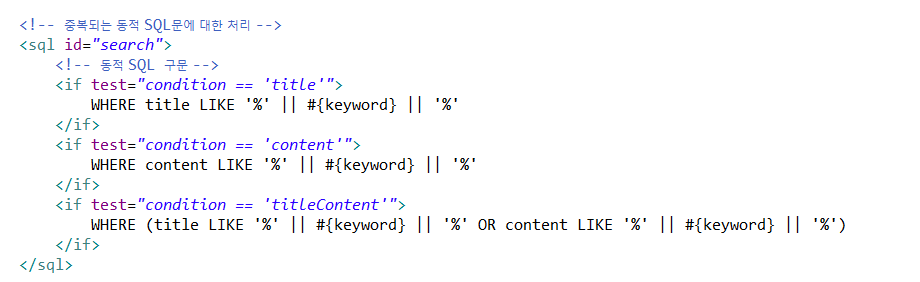 <!-- 중복되는 동적 SQL문에 대한 처리 -->
<sql id="search">
    <!-- 동적 SQL 구문 -->
    <if test="condition == 'title'">
        WHERE title LIKE '%' || #{keyword} || '%'
    </if>
    <if test="condition == 'content'">
        WHERE content LIKE '%' || #{keyword} || '%'
    </if>
    <if test="condition == 'titleContent'">
        WHERE (title LIKE '%' || #{keyword} || '%' OR content LIKE '%' || #{keyword} || '%')
    </if>
</sql>